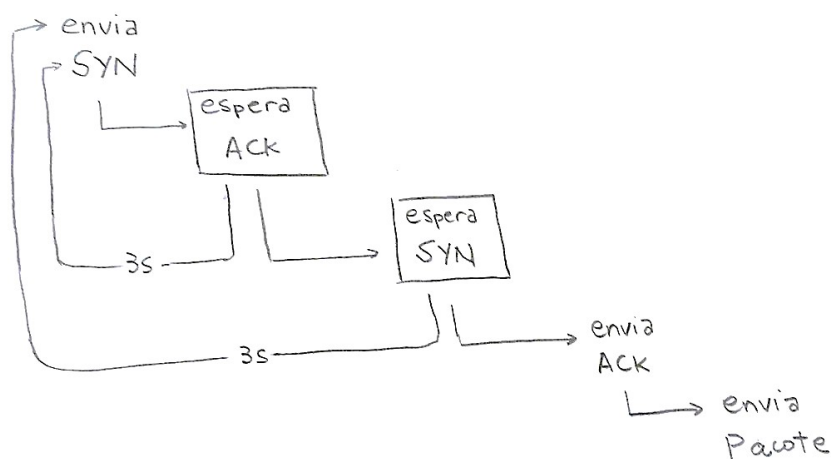 envia
SYN
espera
ACK
espera
SYN
3s
3s
envia
ACK
envia
Pacote